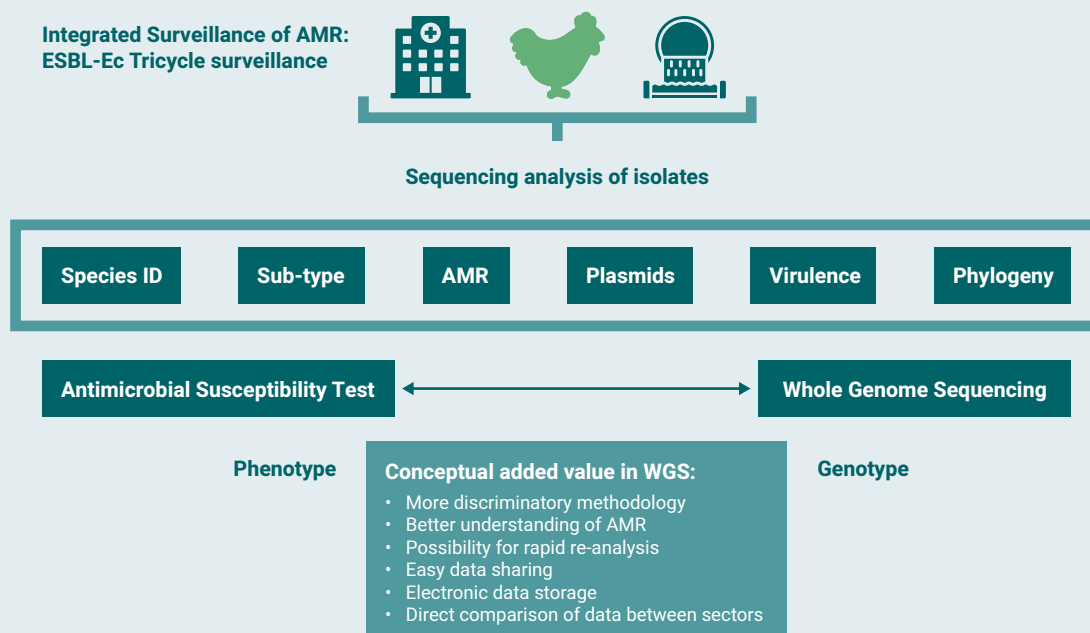 Integrated Surveillance of AMR:
ESBL-Ec Tricycle surveillance
Sequencing analysis of isolates
Species ID
Sub-type
AMR
Plasmids
Virulence
Phylogeny
Antimicrobial Susceptibility Test
Whole Genome Sequencing
Phenotype
Conceptual added value in WGS:
• More discriminatory methodology
• Better understanding of AMR
• Possibility for rapid re-analysis
• Easy data sharing
• Electronic data storage
• Direct comparison of data between sectors
Genotype